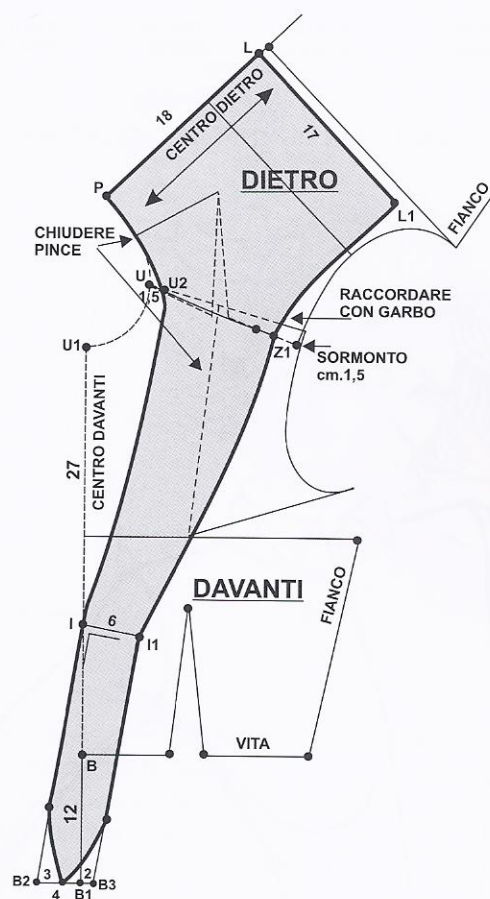 L
18
CENTRO DIETRO
17
DIETRO
P
L1
FIANCO
CHIUDERE
PINCE
U
U2
1,5
RACCORDARE
CON GARBO
U1
Z1
SORMONTO
cm.1,5
CENTRO DAVANTI
27
DAVANTI
FIANCO
I
6
I1
B
VITA
12
B2
3
4
B1
2
B3